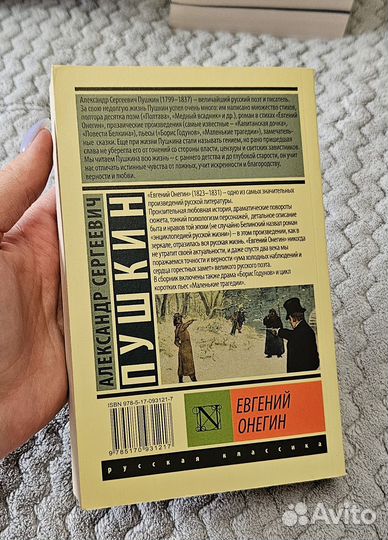 Александр Сергеевич Пушкин (1799–1837) – величайший русский поэт и писатель.
За свою недолгую жизнь Пушкин успел очень много: им написано множество стихов,
полтора десятка поэм («Полтава», «Медный всадник» и др.), роман в стихах «Евгений
Онегин», прозаические произведения (самые известные – «Капитанская дочка»,
«Повести Белкина»), пьесы («Борис Годунов», «Маленькие трагедии»), замечатель-
ные сказки. Еще при жизни Пушкина стали называть гением, но рано пришедшая
слава не уберегла его от гонений со стороны власти, цензуры и светских завистников.
Мы читаем Пушкина всю жизнь – с раннего детства и до глубокой старости, он учит
нас отличать истинные чувства от ложных, учит искренности и благородству,
верности и любви.
АЛЕКСАНДР СЕРГЕЕВИЧ
ПУШКИН
«Евгений Онегин» (1823–1831) – одно из самых значительных
произведений русской литературы.
Пронзительная любовная история, драматические повороты
сюжета, тонкий психологизм персонажей, детальное описание
быта и нравов той эпохи (не случайно Белинский назвал роман
«энциклопедией русской жизни») – в этом произведении, как в
зеркале, отразилась вся русская жизнь. «Евгений Онегин» никогда
не утратит своей актуальности, и даже спустя два века мы
поражаемся точности и верности «ума холодных наблюдений и
сердца горестных замет» великого русского поэта.
В сборник включены также драма «Борис Годунов» и цикл
коротких пьес «Маленькие трагедии».
ISBN 978-5-17-093121-7
9 785170 931217
N
ЕВГЕНИЙ
ОНЕГИН
русская классика
Avito